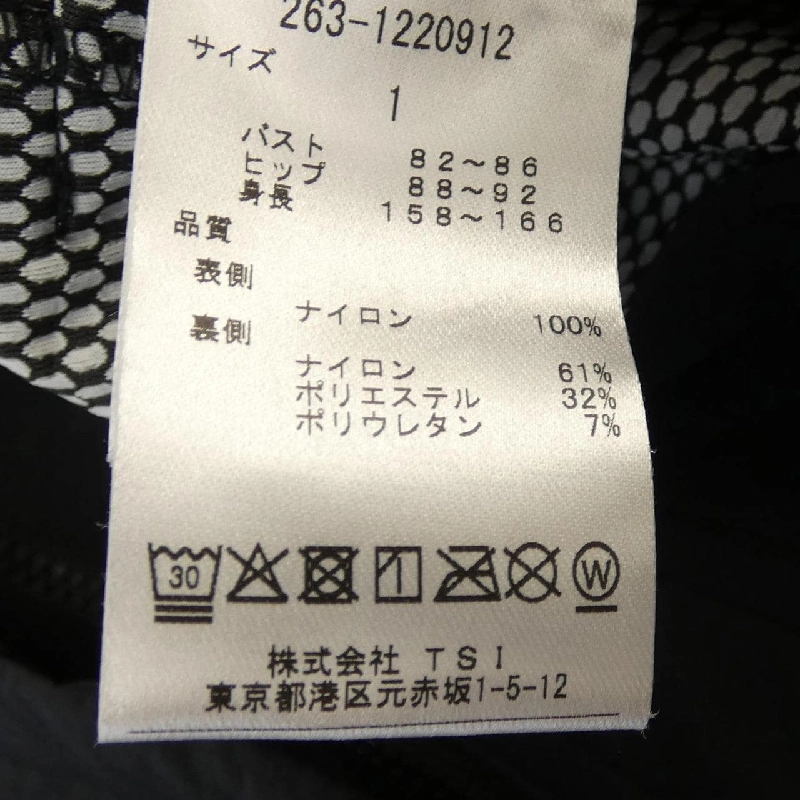 263-1220912
サイズ
1
バスト 82～86
ヒップ 88～92
身長 158～166
品質
表側
ナイロン 100%
裏側
ナイロン 61%
ポリエステル 32%
ポリウレタン 7%
30 W
株式会社 TSI
東京都港区元赤坂1-5-12